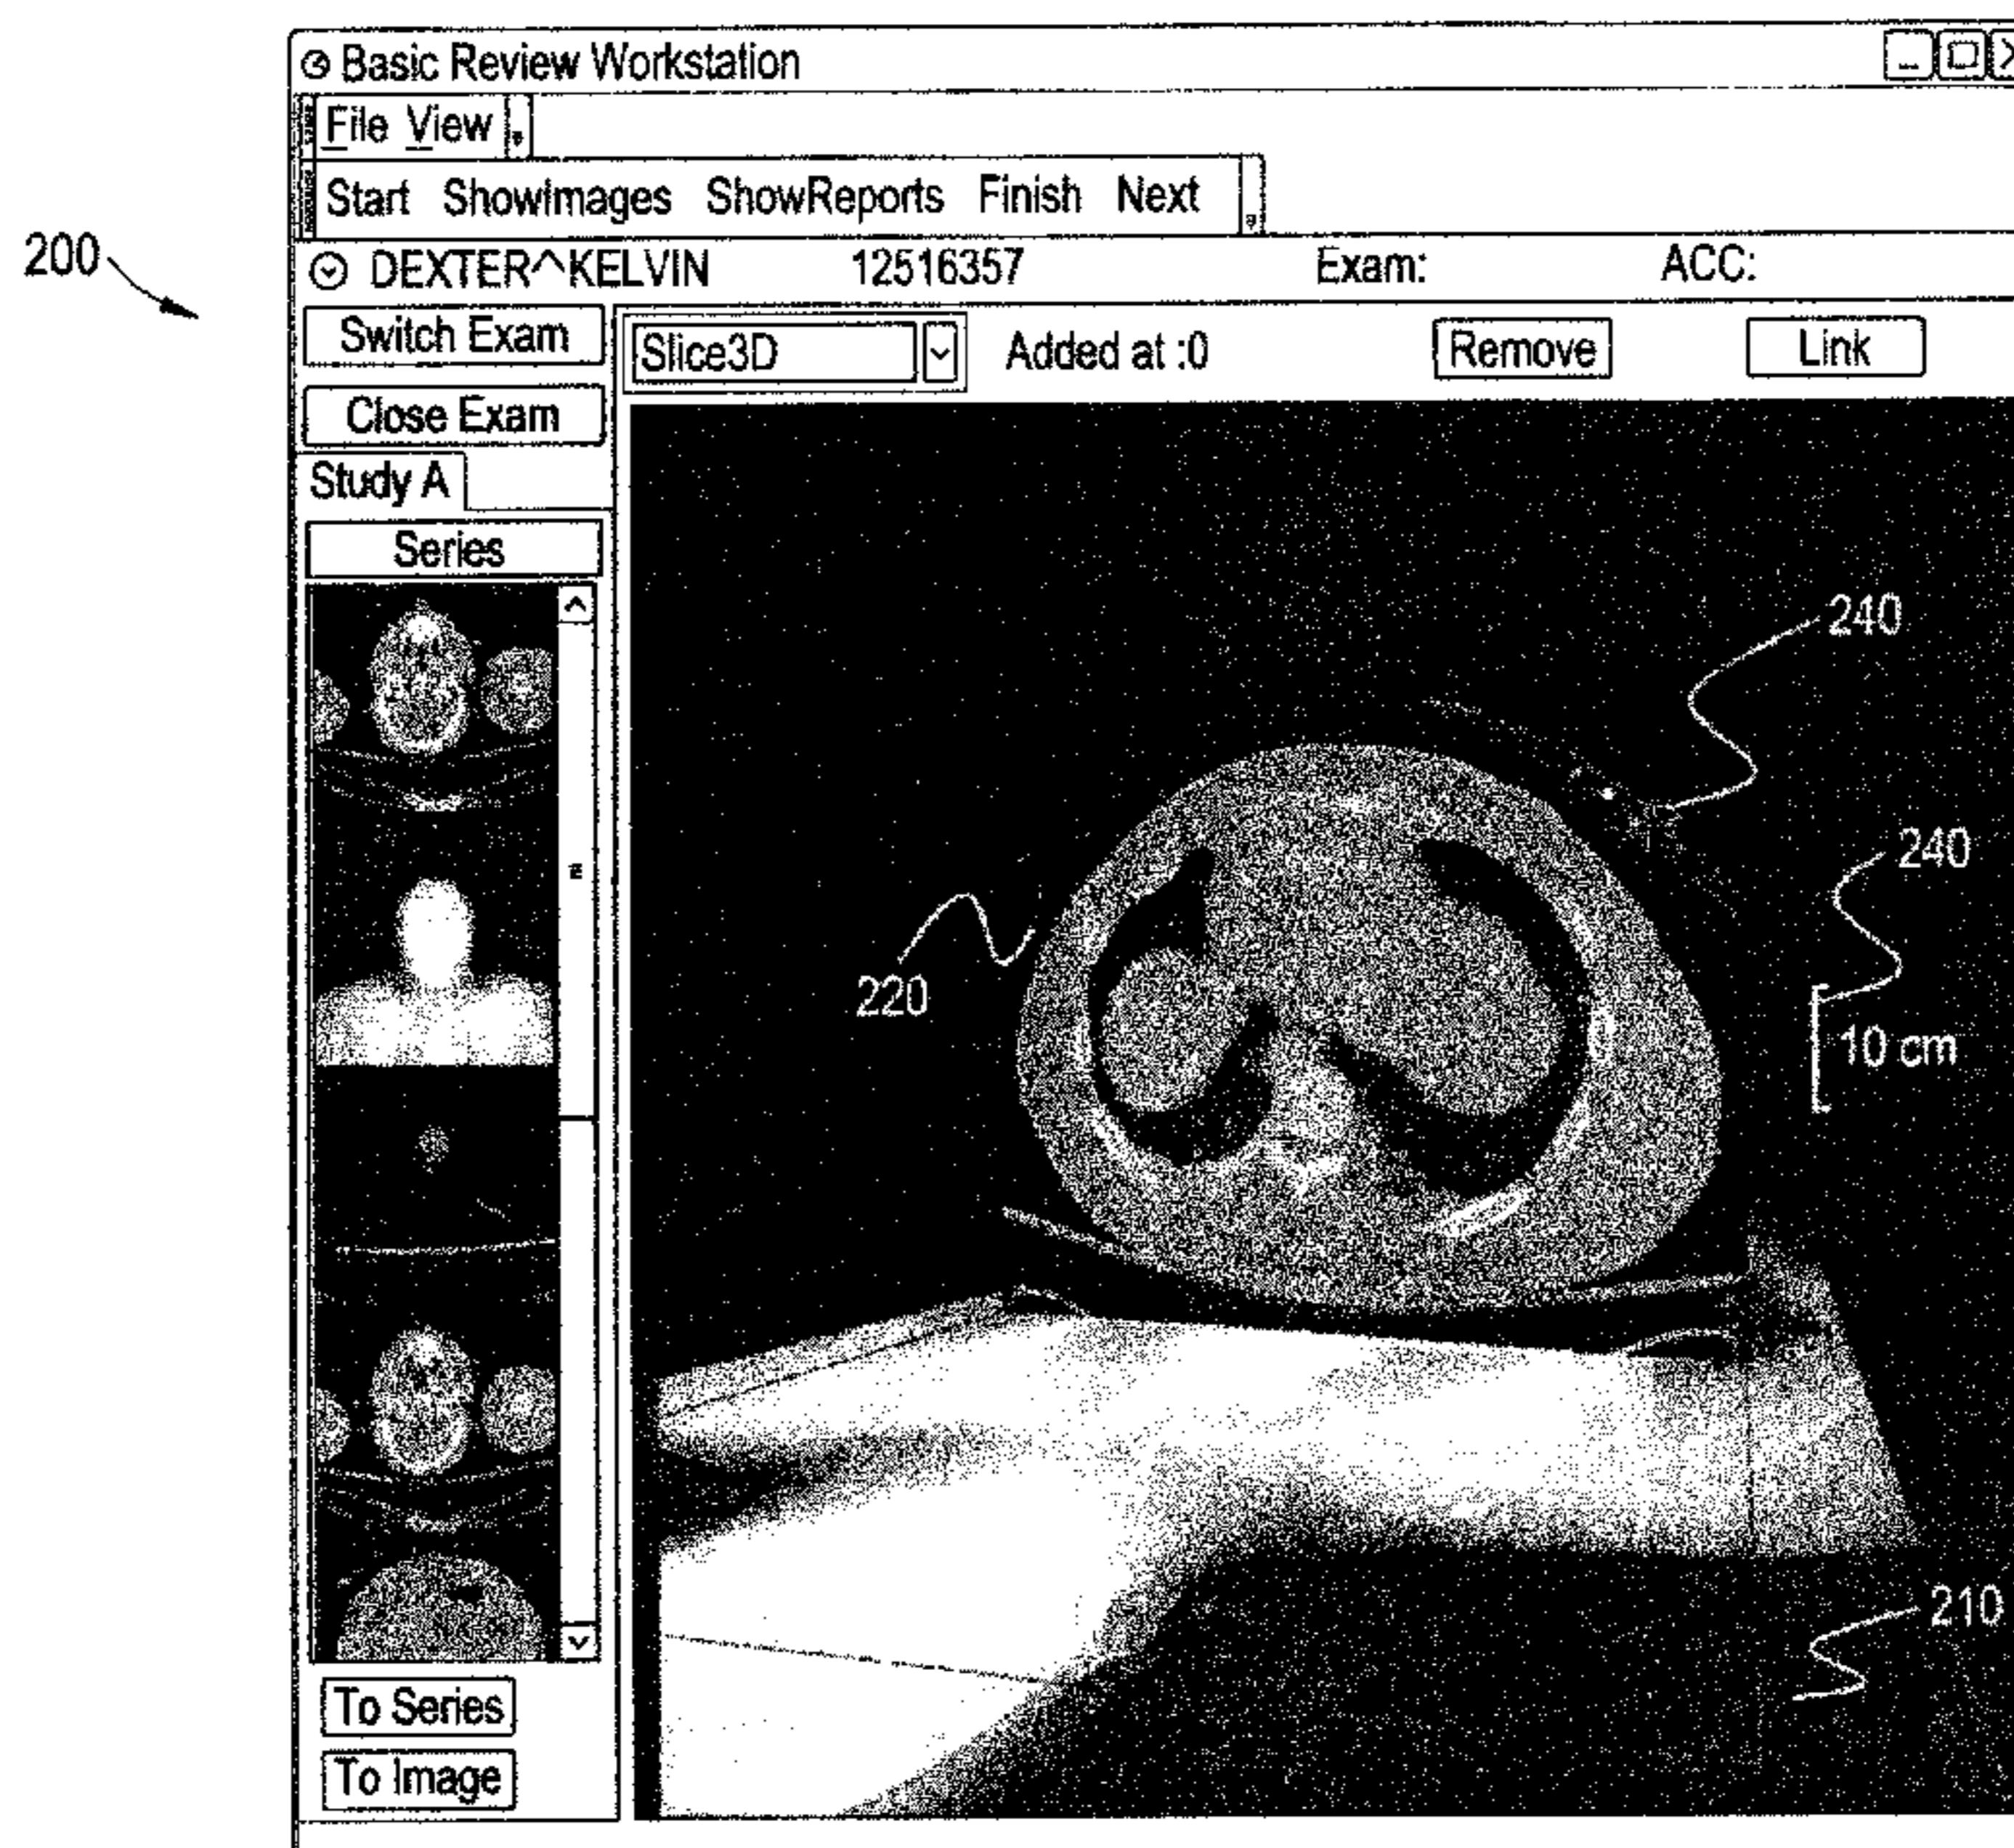 Basic Review Workstation
File View
Start ShowImages ShowReports Finish Next
200
DEXTER^KELVIN 12516357 Exam: ACC:
Switch Exam
Slice3D Added at :0 Remove Link
Close Exam
Study A
Series
240
240
220
10 cm
210
To Series
To Image